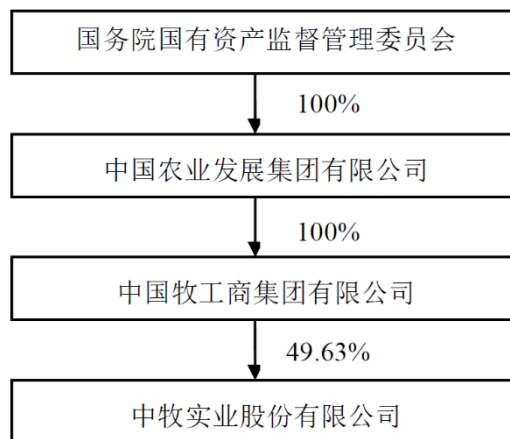 国务院国有资产监督管理委员会
100%
中国农业发展集团有限公司
100%
中国牧工商集团有限公司
49.63%
中牧实业股份有限公司